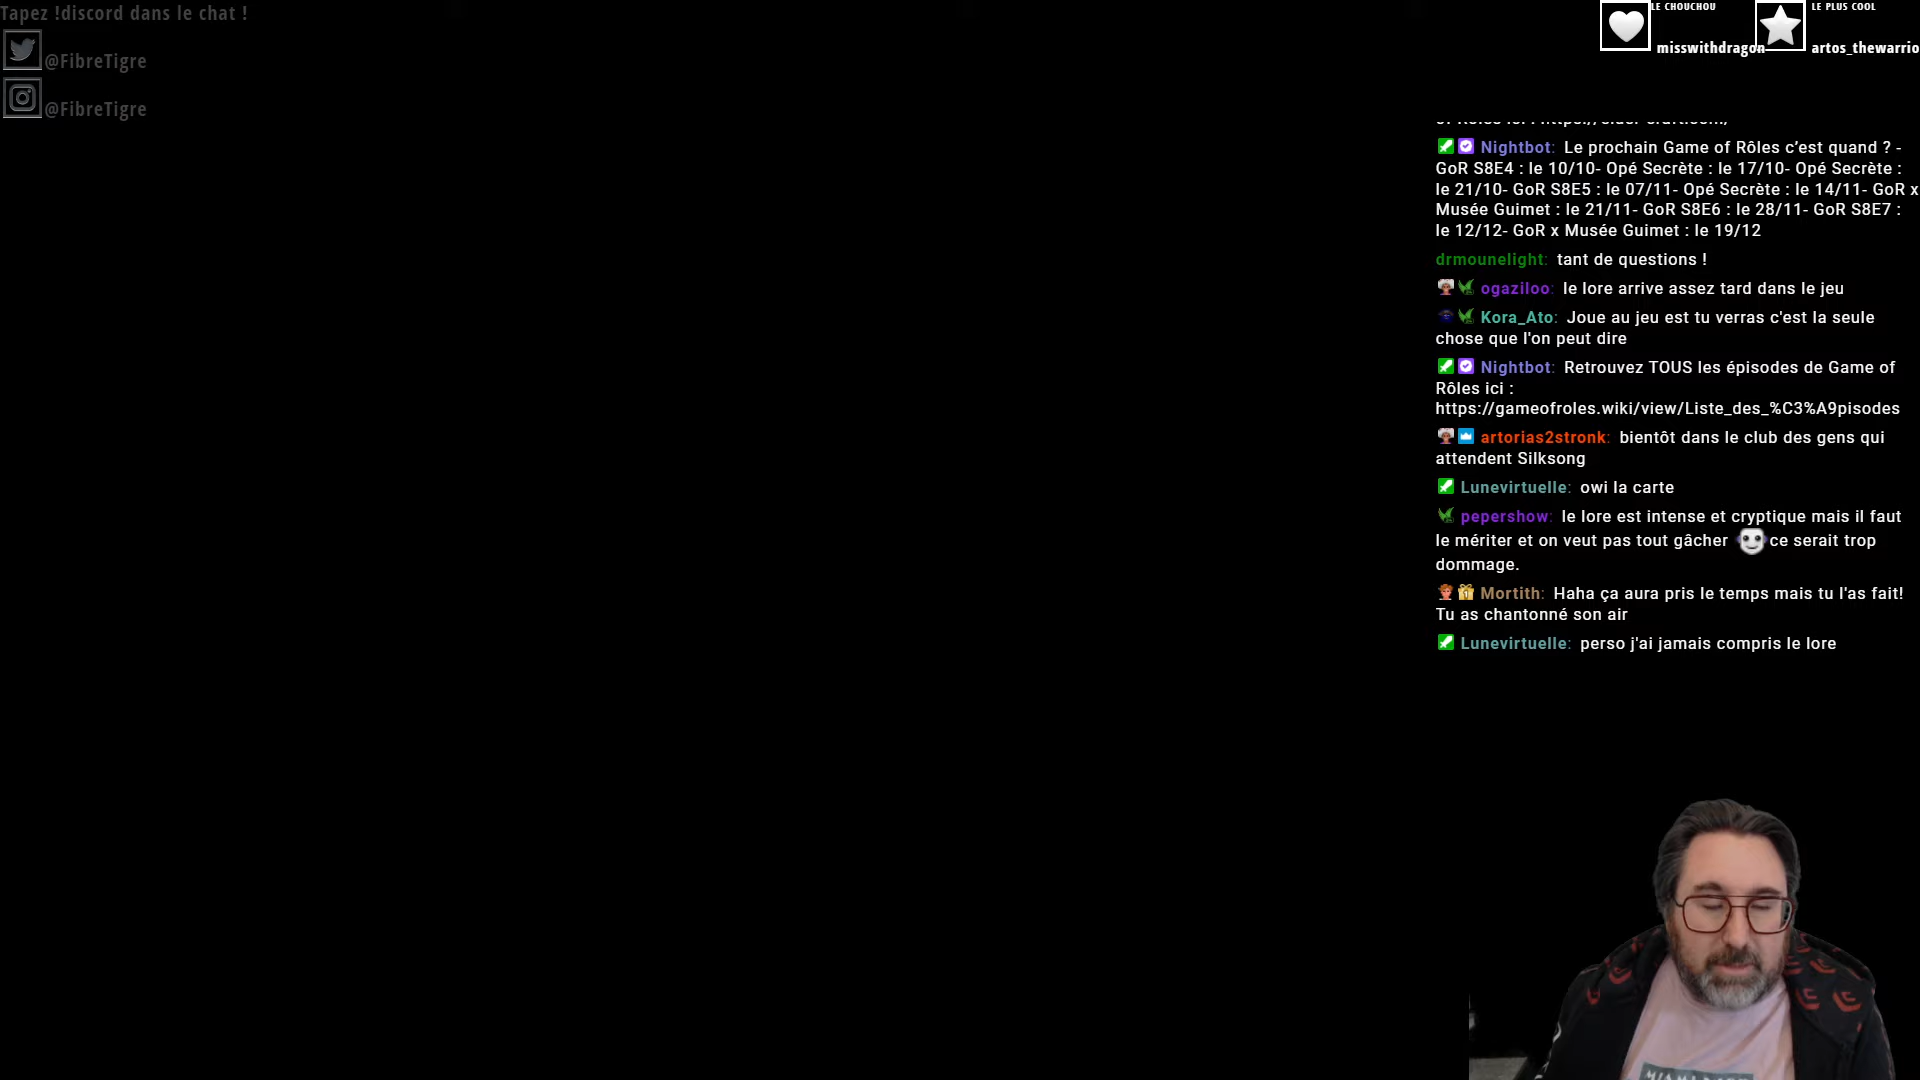 Tapez !discord dans le chat !
@FibreTigre
@FibreTigre
LE CHOUCHOU
misswithdragon
LE PLUS COOL
artos_thewarrio
Nightbot: Le prochain Game of Rôles c’est quand ? -
GoR S8E4 : le 10/10- Opé Secrète : le 17/10- Opé Secrète :
le 21/10- GoR S8E5 : le 07/11- Opé Secrète : le 14/11- GoR x
Musée Guimet : le 21/11- GoR S8E6 : le 28/11- GoR S8E7 :
le 12/12- GoR x Musée Guimet : le 19/12
drmounelight: tant de questions !
ogaziloo: le lore arrive assez tard dans le jeu
Kora_Ato: Joue au jeu est tu verras c'est la seule
chose que l'on peut dire
Nightbot: Retrouvez TOUS les épisodes de Game of
Rôles ici :
https://gameofroles.wiki/view/Liste_des_%C3%A9pisodes
artorias2stronk: bientôt dans le club des gens qui
attendent Silksong
Lunevirtuelle: owi la carte
pepershow: le lore est intense et cryptique mais il faut
le mériter et on veut pas tout gâcher ce serait trop
dommage.
Mortith: Haha ça aura pris le temps mais tu l'as fait!
Tu as chantonné son air
Lunevirtuelle: perso j'ai jamais compris le lore